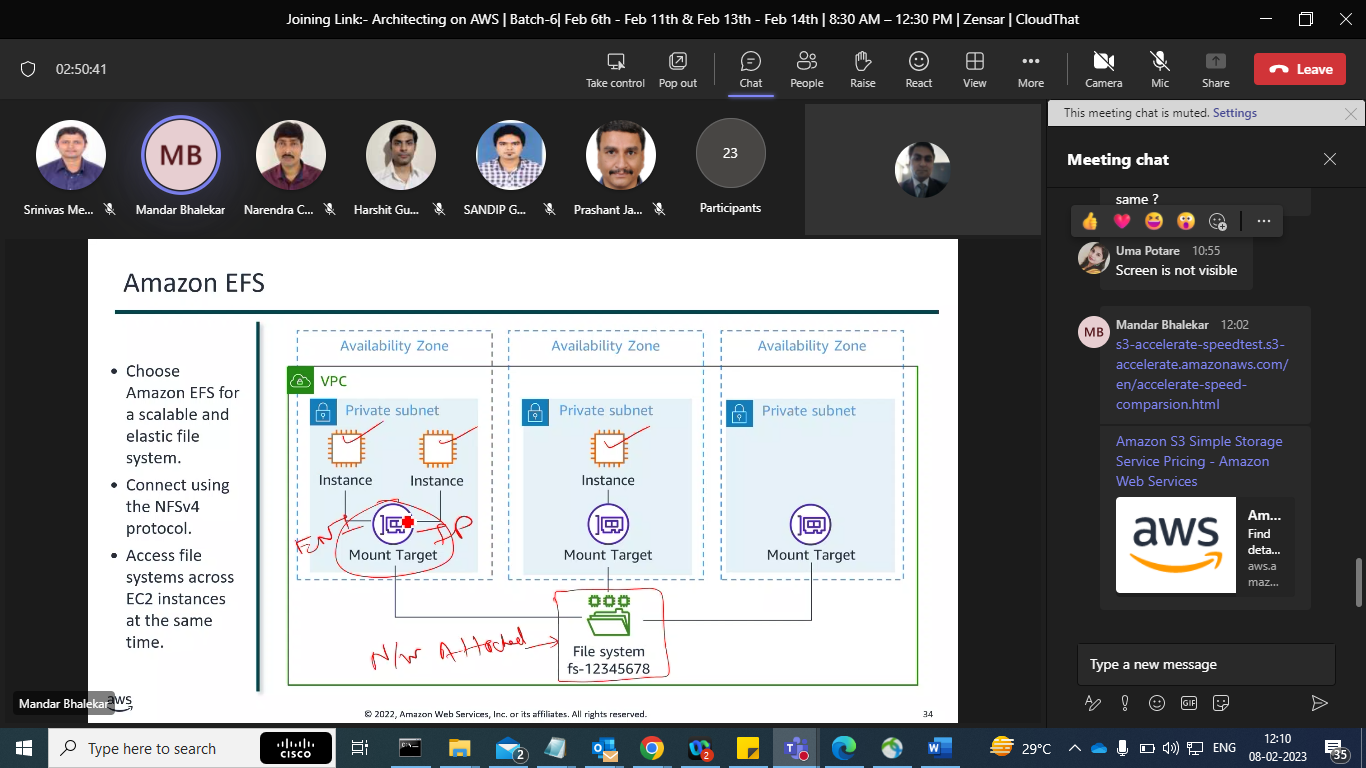 Joining Link:- Architecting on AWS | Batch-6| Feb 6th - Feb 11th & Feb 13th - Feb 14th | 8:30 AM – 12:30 PM | Zensar | CloudThat
02:50:41
Take control
Pop out
Chat
People
Raise
React
View
More
Camera
Mic
Share
Leave
MB
23
Srinivas Me...
Mandar Bhalekar
Narendra C...
Harshit Gu...
SANDIP G...
Prashant Ja...
Participants
This meeting chat is muted. Settings
Meeting chat
same ?
Uma Potare 10:55
Screen is not visible
MB
Mandar Bhalekar 12:02
s3-accelerate-speedtest.s3-
accelerate.amazonaws.com/
en/accelerate-speed-
comparsion.html
Amazon S3 Simple Storage
Service Pricing - Amazon
Web Services
aws
Am...
Find
deta...
aws.a
maz...
Type a new message
GIF
Amazon EFS
• Choose
Amazon EFS for
a scalable and
elastic file
system.
• Connect using
the NFSv4
protocol.
• Access file
systems across
EC2 instances
at the same
time.
Availability Zone
Availability Zone
Availability Zone
VPC
Private subnet
Private subnet
Private subnet
Instance
Instance
Instance
ENI
IP
Mount Target
Mount Target
Mount Target
N/w Attached
File system
fs-12345678
Mandar Bhalekar
aws
© 2022, Amazon Web Services, Inc. or its affiliates. All rights reserved.
34
Type here to search
CISCO
2
2
29°C
ENG
12:10
08-02-2023
35